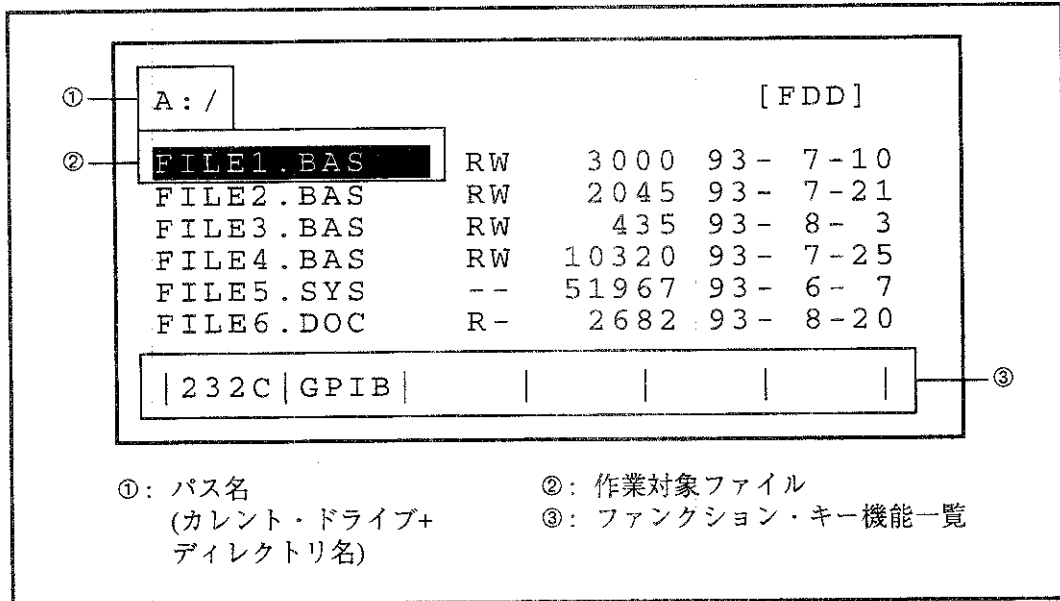 ① A:/ [FDD]
② FILE1.BAS RW 3000 93- 7-10
FILE2.BAS RW 2045 93- 7-21
FILE3.BAS RW 435 93- 8- 3
FILE4.BAS RW 10320 93- 7-25
FILE5.SYS -- 51967 93- 6- 7
FILE6.DOC R- 2682 93- 8-20
|232C|GPIB| | | | | ③
①: パス名
(カレント・ドライブ+
ディレクトリ名)
②: 作業対象ファイル
③: ファンクション・キー機能一覧